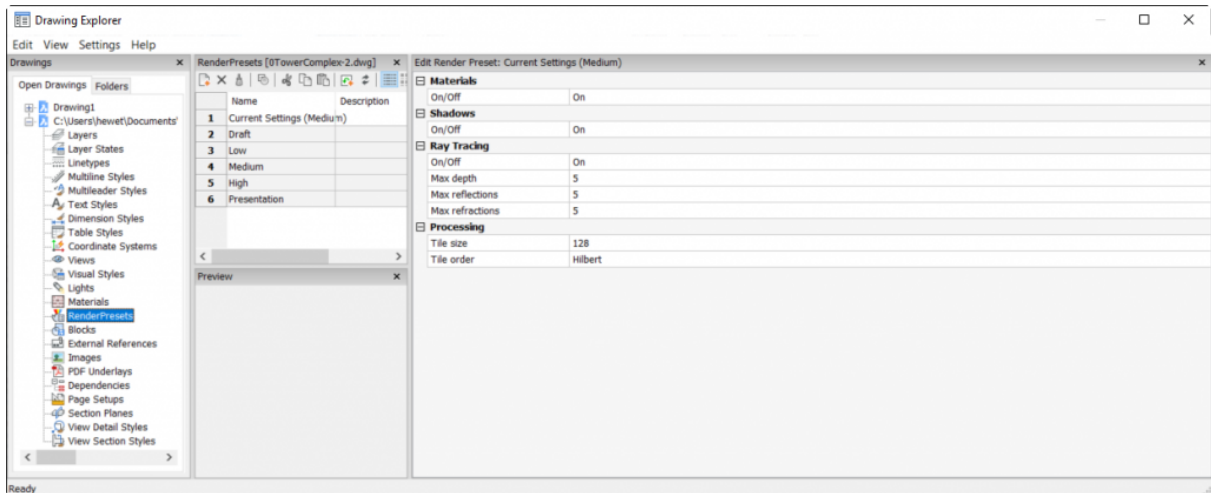 Drawing Explorer
Edit View Settings Help
Drawings
Open Drawings Folders
Drawing1
C:\Users\hewet\Documents'
Layers
Layer States
Linetypes
Multiline Styles
Multileader Styles
Text Styles
Dimension Styles
Table Styles
Coordinate Systems
Views
Visual Styles
Lights
Materials
RenderPresets
Blocks
External References
Images
PDF Underlays
Dependencies
Page Setups
Section Planes
View Detail Styles
View Section Styles
RenderPresets [0TowerComplex-2.dwg]
Name Description
1 Current Settings (Medium)
2 Draft
3 Low
4 Medium
5 High
6 Presentation
Preview
Edit Render Preset: Current Settings (Medium)
Materials
On/Off On
Shadows
On/Off On
Ray Tracing
On/Off On
Max depth 5
Max reflections 5
Max refractions 5
Processing
Tile size 128
Tile order Hilbert
Ready